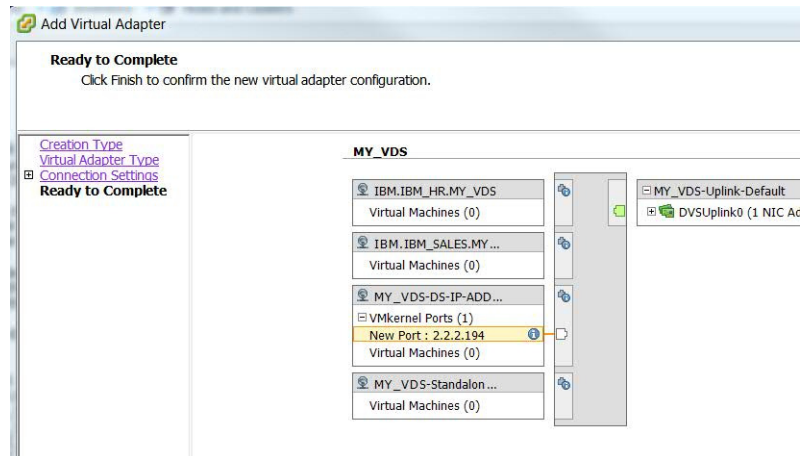 Add Virtual Adapter
Ready to Complete
Click Finish to confirm the new virtual adapter configuration.
Creation Type
Virtual Adapter Type
Connection Settings
Ready to Complete
MY_VDS
IBM.IBM_HR.MY_VDS
Virtual Machines (0)
IBM.IBM_SALES.MY...
Virtual Machines (0)
MY_VDS-DS-IP-ADD...
VMkernel Ports (1)
New Port : 2.2.2.194
Virtual Machines (0)
MY_VDS-Standalon...
Virtual Machines (0)
MY_VDS-Uplink-Default
DVSUplink0 (1 NIC Ad